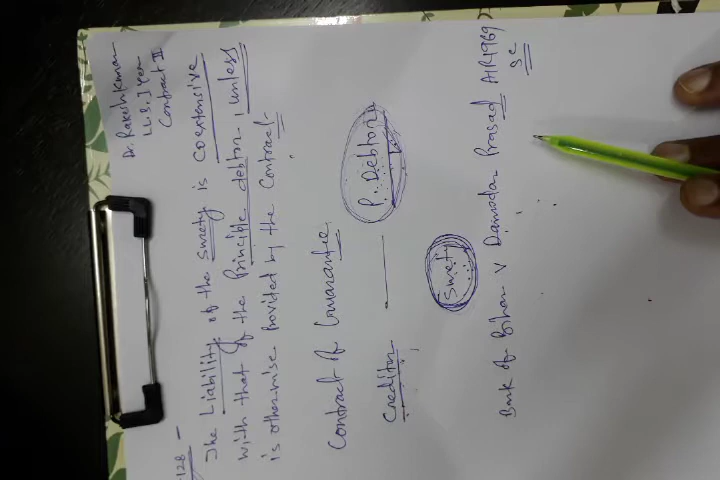 Dr. Rakesh Kumar
LL.B. I Year
Contract II
128 -
The Liability of the surety is coextensive
with that of the Principle debtor, unless
is otherwise Provided by the Contract.
Contract of Guarantee
Creditor — P. Debtor
Surety
Bank of Bihar v Damodar Prasad AIR 1969
SC